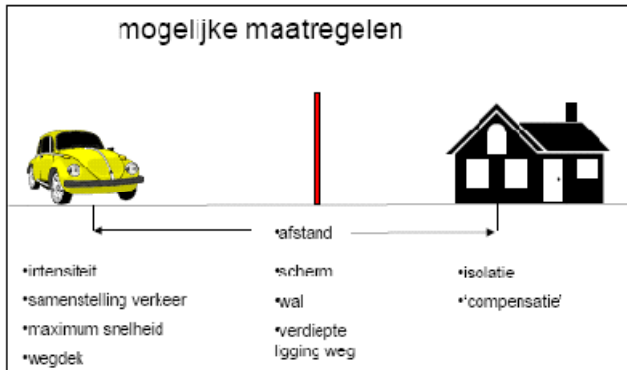 mogelijke maatregelen
•afstand
•intensiteit
•samenstelling verkeer
•maximum snelheid
•wegdek
•scherm
•wal
•verdiepte
ligging weg
•isolatie
•'compensatie'